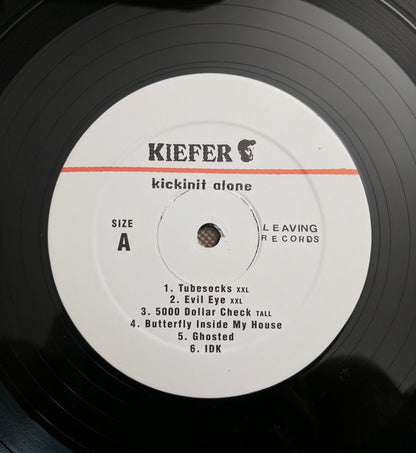 KIEFER
kickinit alone
SIZE
A
LEAVING
RECORDS
1. Tubesocks XXL
2. Evil Eye XXL
3. 5000 Dollar Check TALL
4. Butterfly Inside My House
5. Ghosted
6. IDK